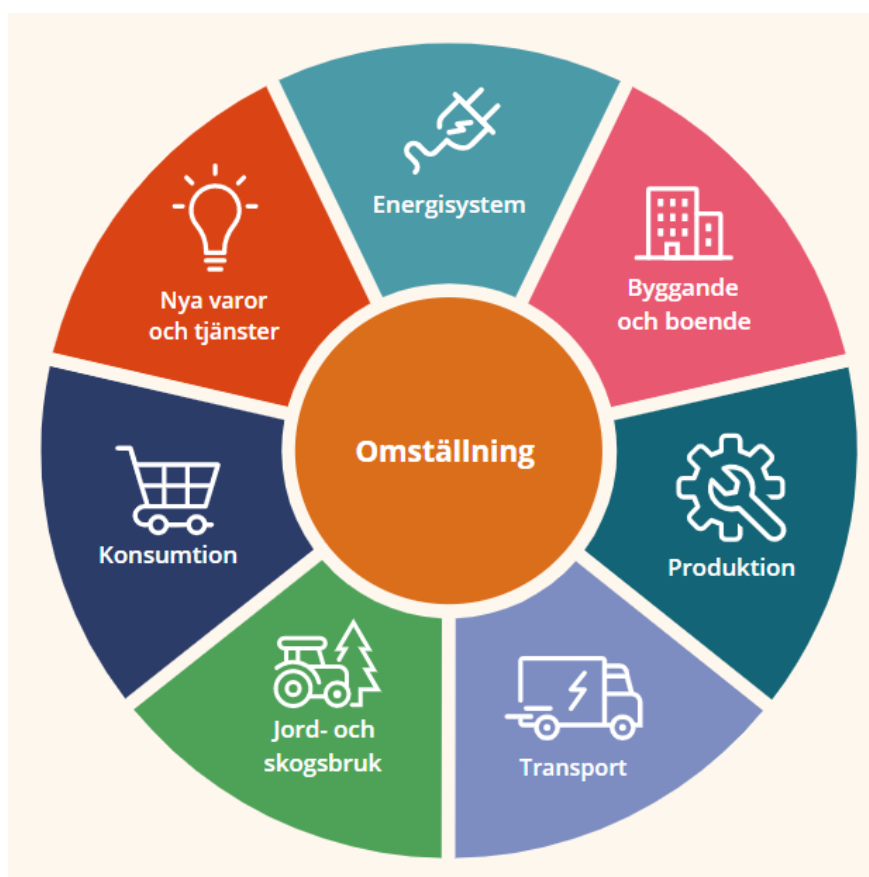 Energisystem
Byggande
och boende
Produktion
Transport
Jord- och
skogsbruk
Konsumtion
Nya varor
och tjänster
Omställning